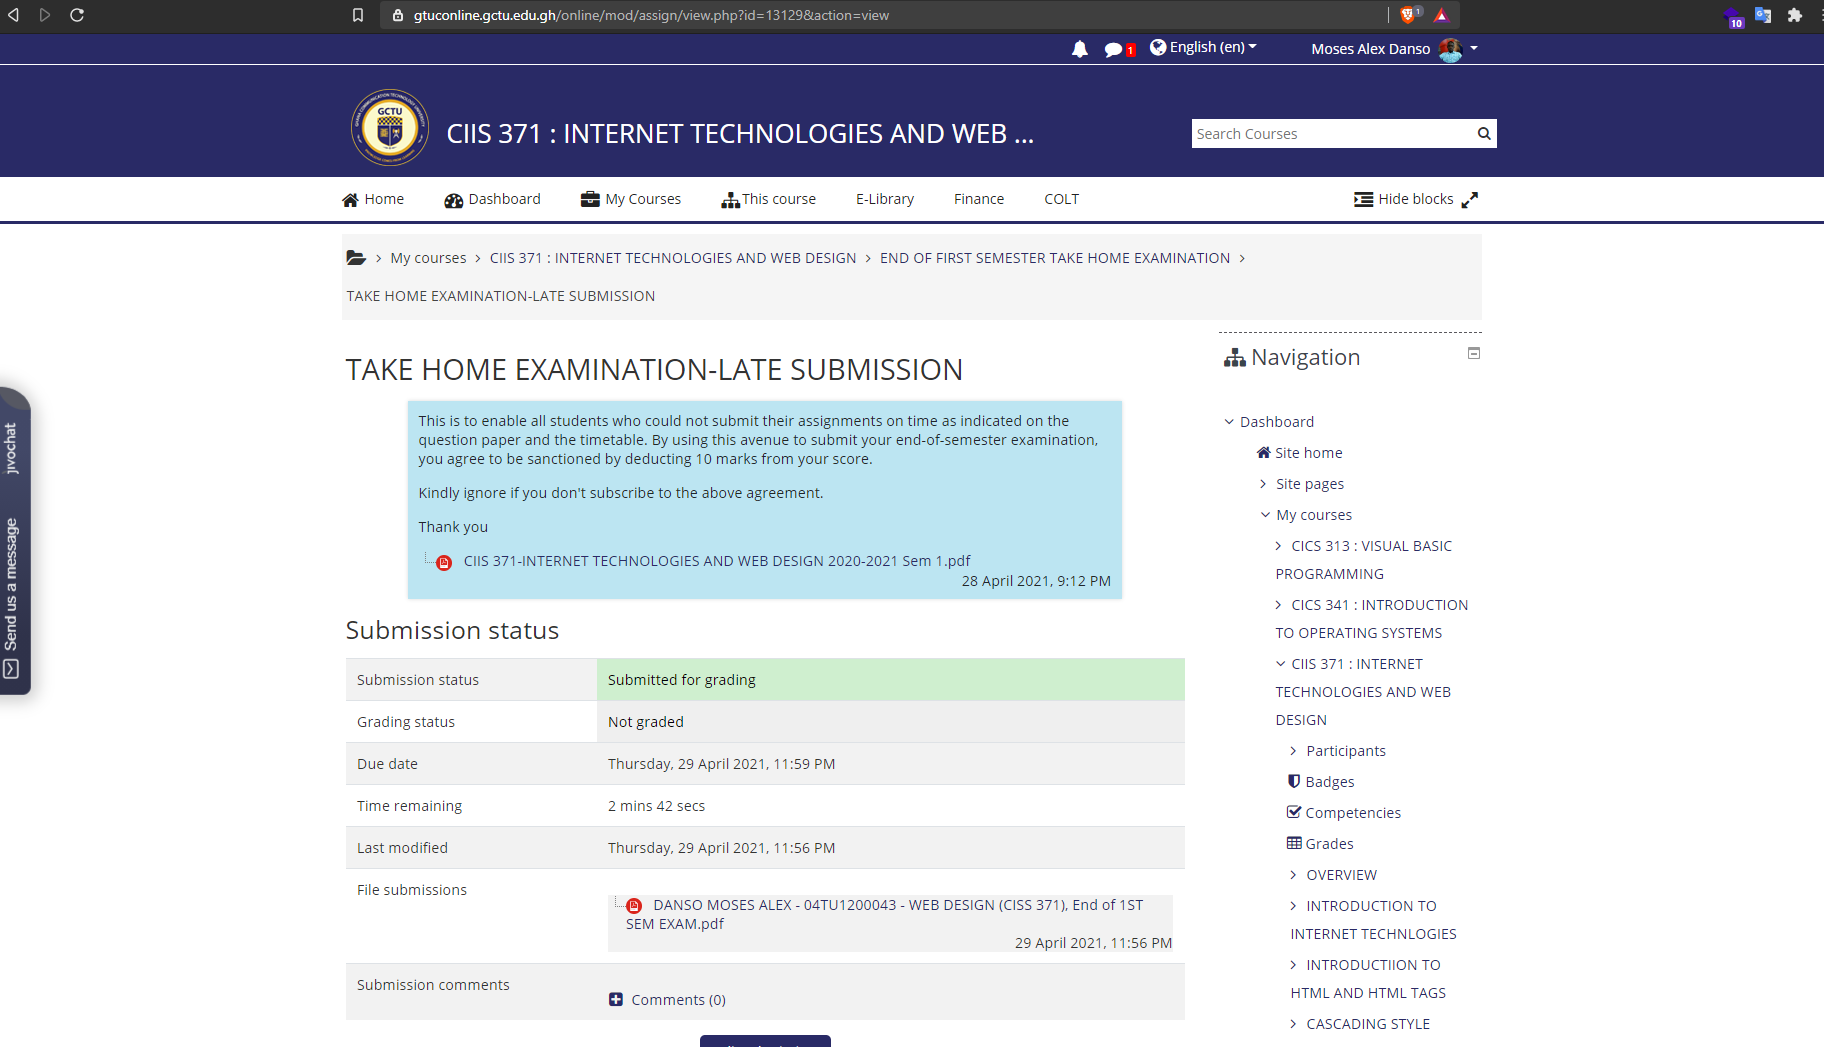 gtuconline.gctu.edu.gh/online/mod/assign/view.php?id=13129&action=view
1
10
1
English (en)
Moses Alex Danso
GCTU
CIIS 371 : INTERNET TECHNOLOGIES AND WEB ...
Search Courses
Home
Dashboard
My Courses
This course
E-Library
Finance
COLT
Hide blocks
My courses
CIIS 371 : INTERNET TECHNOLOGIES AND WEB DESIGN
END OF FIRST SEMESTER TAKE HOME EXAMINATION
TAKE HOME EXAMINATION-LATE SUBMISSION
TAKE HOME EXAMINATION-LATE SUBMISSION
This is to enable all students who could not submit their assignments on time as indicated on the
question paper and the timetable. By using this avenue to submit your end-of-semester examination,
you agree to be sanctioned by deducting 10 marks from your score.
Kindly ignore if you don't subscribe to the above agreement.
Thank you
CIIS 371-INTERNET TECHNOLOGIES AND WEB DESIGN 2020-2021 Sem 1.pdf
28 April 2021, 9:12 PM
Submission status
Submission status
Submitted for grading
Grading status
Not graded
Due date
Thursday, 29 April 2021, 11:59 PM
Time remaining
2 mins 42 secs
Last modified
Thursday, 29 April 2021, 11:56 PM
File submissions
DANSO MOSES ALEX - 04TU1200043 - WEB DESIGN (CISS 371), End of 1ST
SEM EXAM.pdf
29 April 2021, 11:56 PM
Submission comments
Comments (0)
Navigation
Dashboard
Site home
Site pages
My courses
CICS 313 : VISUAL BASIC
PROGRAMMING
CICS 341 : INTRODUCTION
TO OPERATING SYSTEMS
CIIS 371 : INTERNET
TECHNOLOGIES AND WEB
DESIGN
Participants
Badges
Competencies
Grades
OVERVIEW
INTRODUCTION TO
INTERNET TECHNLOGIES
INTRODUCTIION TO
HTML AND HTML TAGS
CASCADING STYLE
jivochat
Send us a message